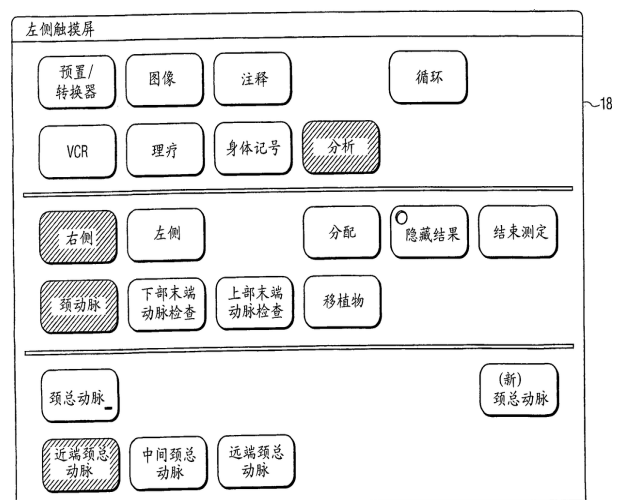 左侧触摸屏
预置/
转换器
图像
注释
循环
18
VCR
理疗
身体记号
分析
右侧
左侧
分配
隐藏结果
结束测定
颈动脉
下部末端
动脉检查
上部末端
动脉检查
移植物
颈总动脉
(新)
颈总动脉
近端颈总
动脉
中间颈总
动脉
远端颈总
动脉